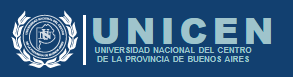 UNICEN
UNIVERSIDAD NACIONAL DEL CENTRO
DE LA PROVINCIA DE BUENOS AIRES